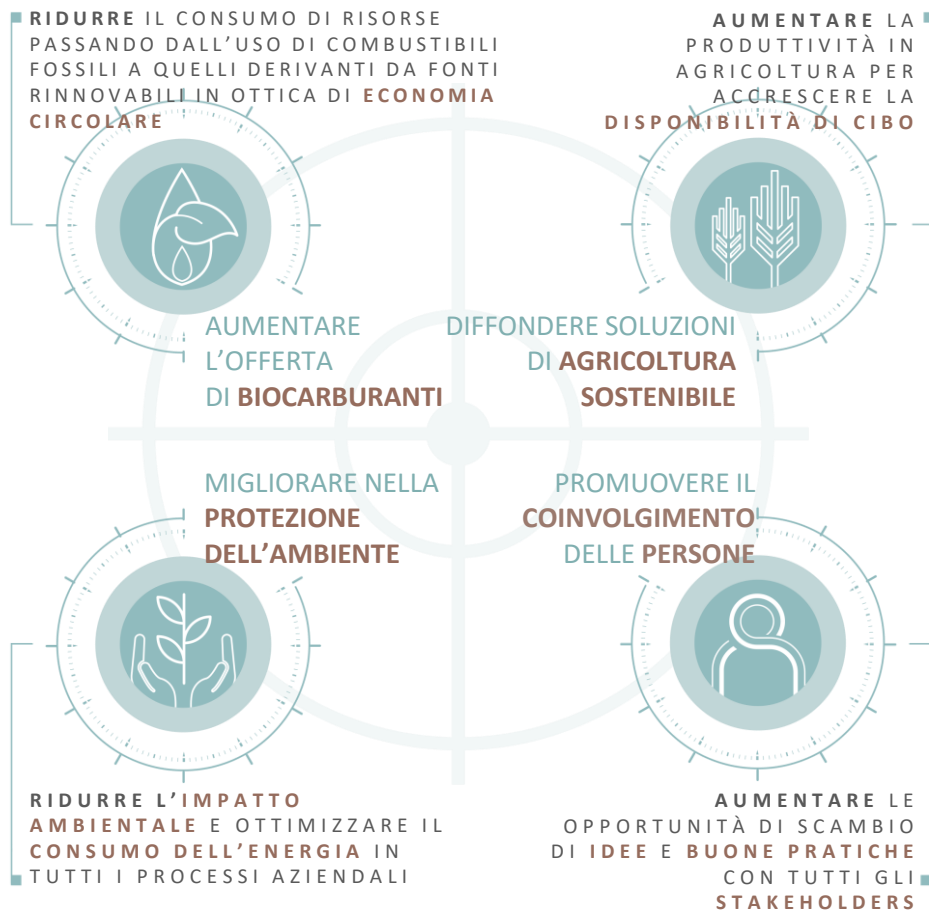 RIDURRE IL CONSUMO DI RISORSE
PASSANDO DALL'USO DI COMBUSTIBILI
FOSSILI A QUELLI DERIVANTI DA FONTI
RINNOVABILI IN OTTICA DI ECONOMIA
CIRCOLARE
AUMENTARE LA
PRODUTTIVITÀ IN
AGRICOLTURA PER
ACCRESCERE LA
DISPONIBILITÀ DI CIBO
AUMENTARE
L'OFFERTA
DI BIOCARBURANTI
DIFFONDERE SOLUZIONI
DI AGRICOLTURA
SOSTENIBILE
MIGLIORARE NELLA
PROTEZIONE
DELL'AMBIENTE
PROMUOVERE IL
COINVOLGIMENTO
DELLE PERSONE
RIDURRE L'IMPATTO
AMBIENTALE E OTTIMIZZARE IL
CONSUMO DELL'ENERGIA IN
TUTTI I PROCESSI AZIENDALI
AUMENTARE LE
OPPORTUNITÀ DI SCAMBIO
DI IDEE E BUONE PRATICHE
CON TUTTI GLI
STAKEHOLDERS